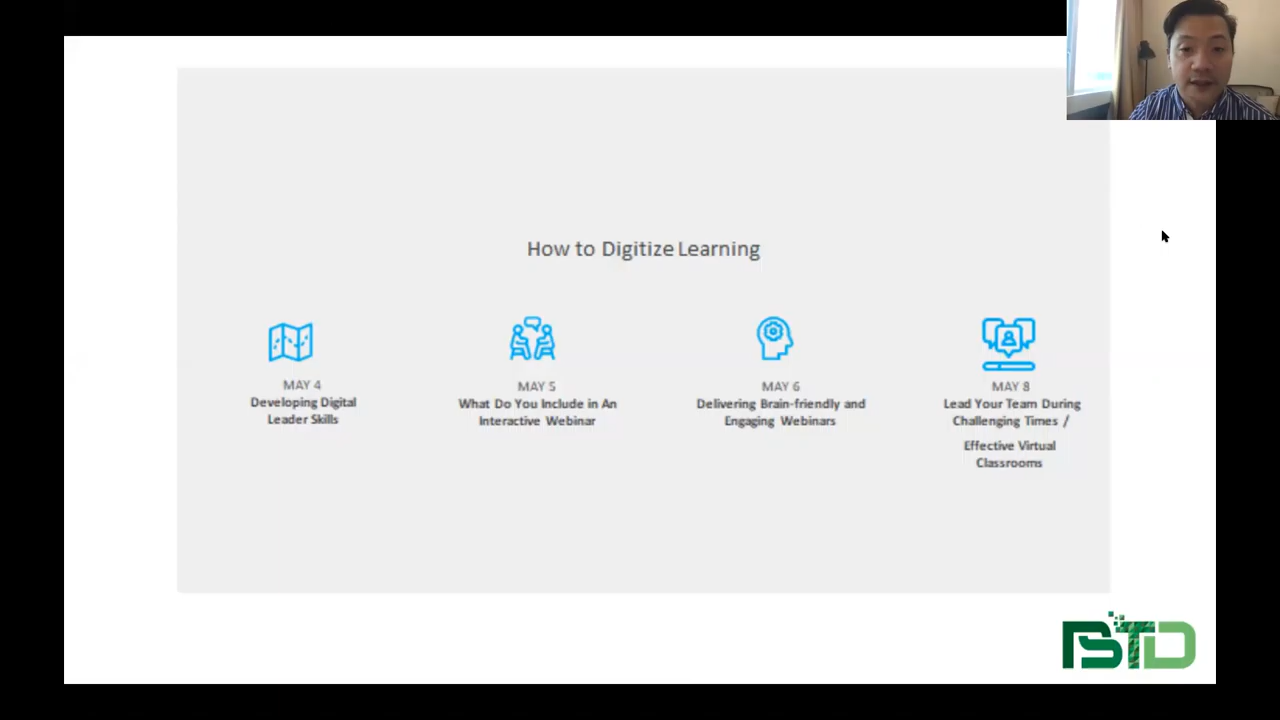 How to Digitize Learning
MAY 4
Developing Digital
Leader Skills
MAY 5
What Do You Include in An
Interactive Webinar
MAY 6
Delivering Brain-friendly and
Engaging Webinars
MAY 8
Lead Your Team During
Challenging Times /
Effective Virtual
Classrooms
PSTD